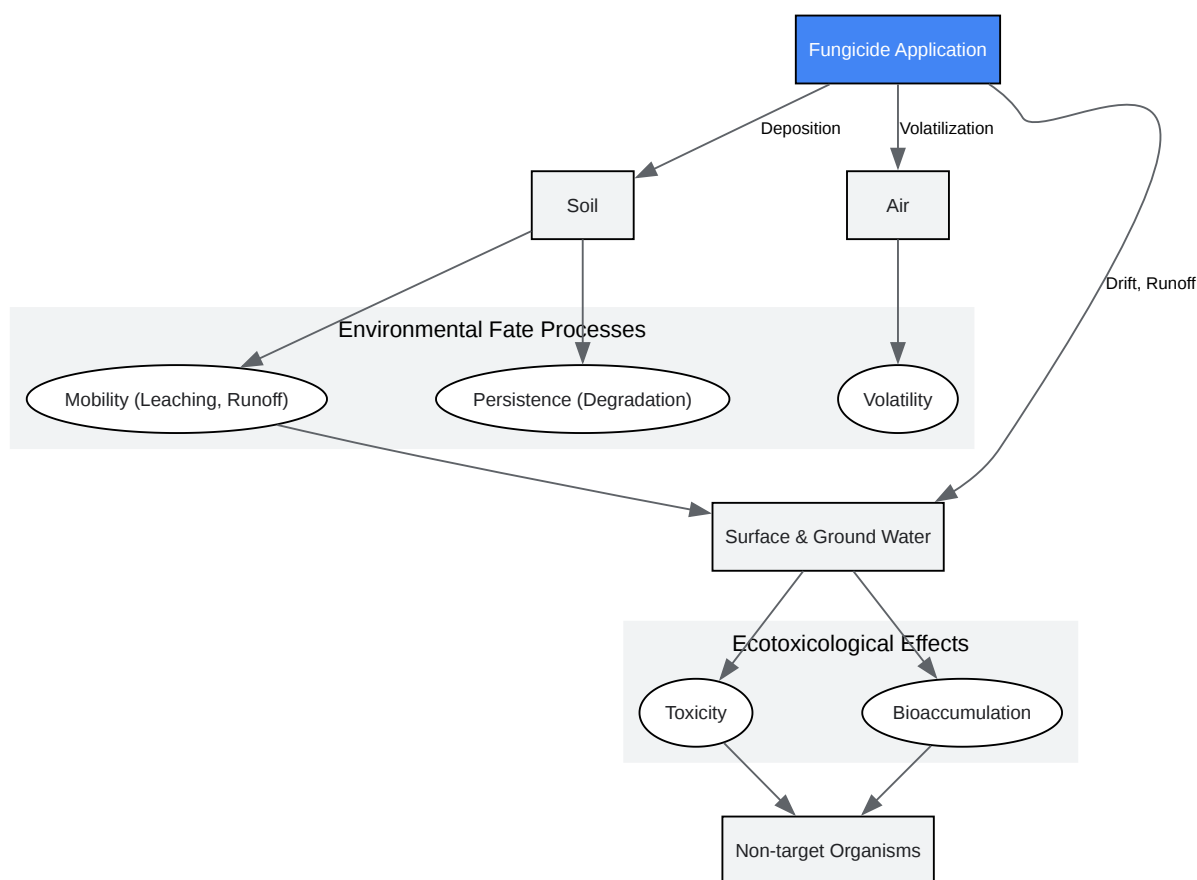 Fungicide Application
Deposition
Volatilization
Soil
Air
Drift, Runoff
Environmental Fate Processes
Mobility (Leaching, Runoff)
Persistence (Degradation)
Volatility
Surface & Ground Water
Ecotoxicological Effects
Toxicity
Bioaccumulation
Non-target Organisms